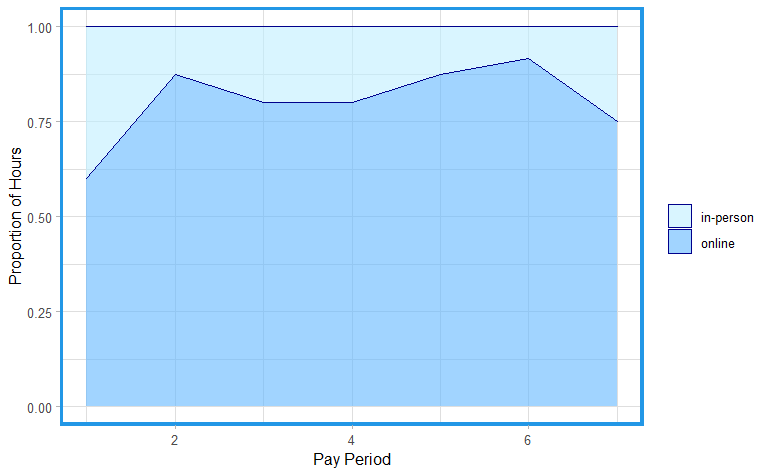 1.00
0.75
0.50
0.25
0.00
Proportion of Hours
2
4
6
Pay Period
in-person
online